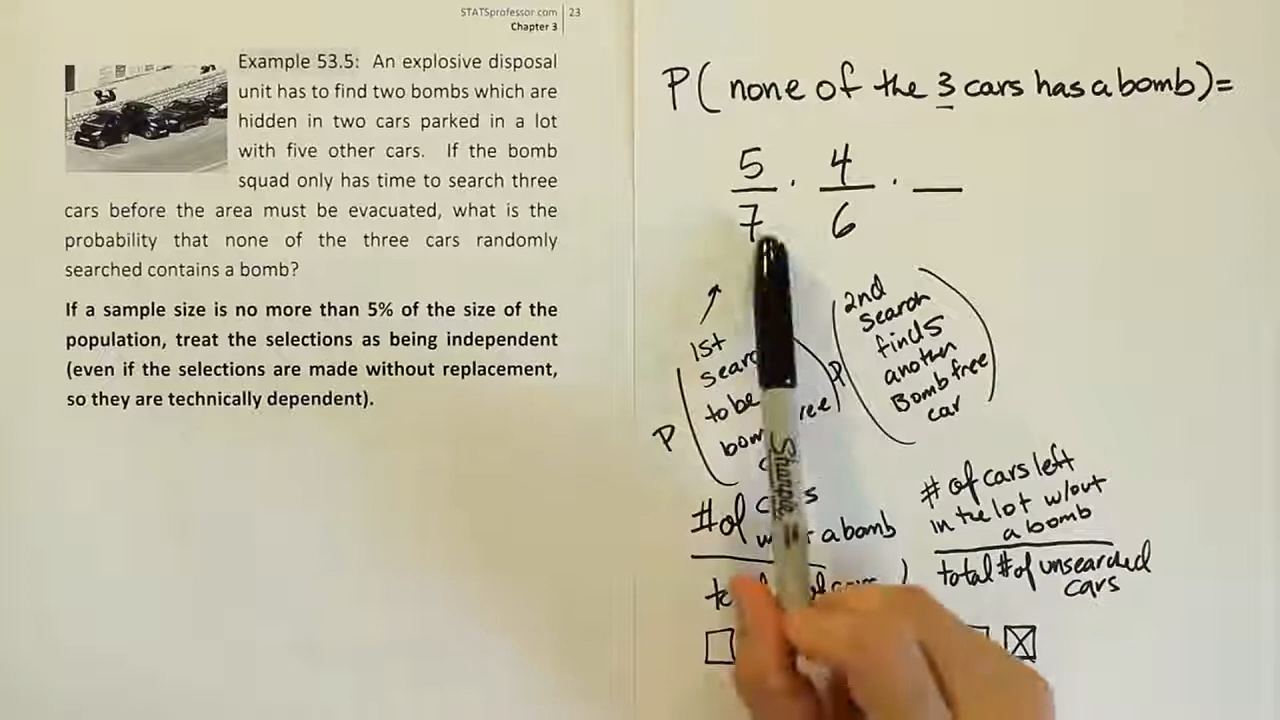 STATSprofessor.com 23
Chapter 3
Example 53.5: An explosive disposal
unit has to find two bombs which are
hidden in two cars parked in a lot
with five other cars. If the bomb
squad only has time to search three
cars before the area must be evacuated, what is the
probability that none of the three cars randomly
searched contains a bomb?
If a sample size is no more than 5% of the size of the
population, treat the selections as being independent
(even if the selections are made without replacement,
so they are technically dependent).
P( none of the 3 cars has a bomb)=
5/7 · 4/6 · __
1st
to be
P
P
2nd
search
finds
another
Bomb free
car
# of
a bomb
# of cars left
in the lot w/out
a bomb
total # of unsearched
cars
Sharpie